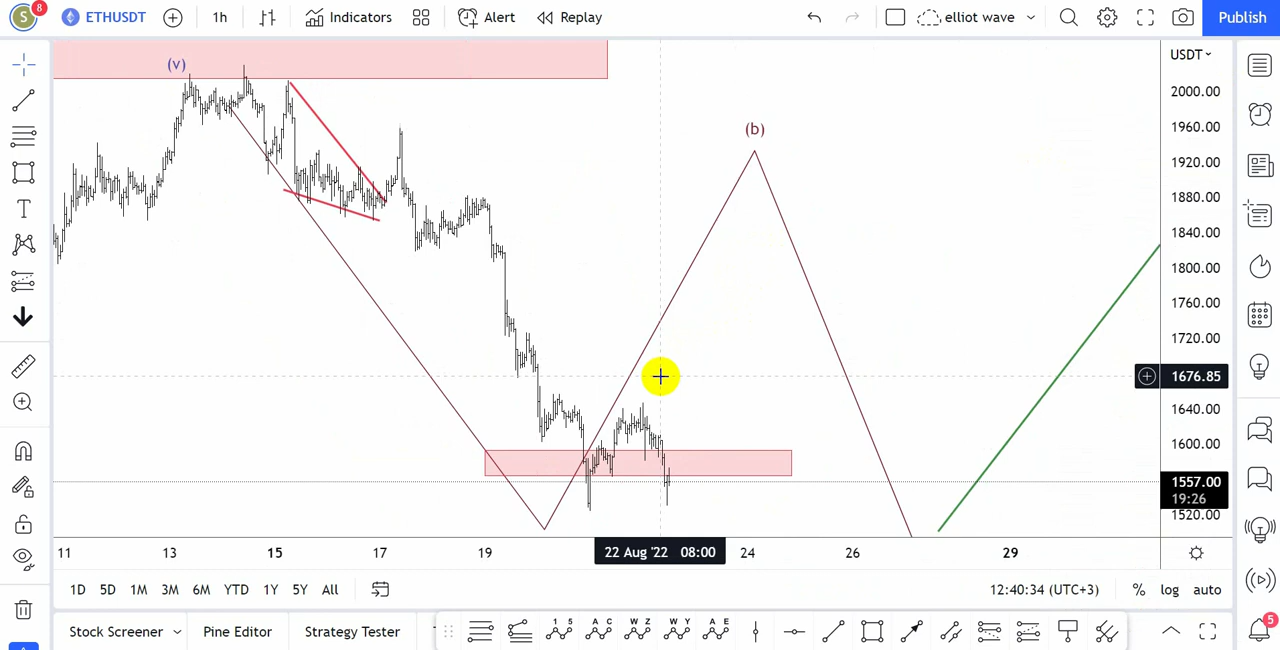 S 8 ETHUSDT 1h Indicators Alert Replay elliot wave Publish
USDT
(v)
2000.00
(b)
1960.00
1920.00
1880.00
1840.00
1800.00
1760.00
1720.00
1676.85
1640.00
1600.00
1557.00
19:26
1520.00
11 13 15 17 19 22 Aug '22 08:00 24 26 29
1D 5D 1M 3M 6M YTD 1Y 5Y All 12:40:34 (UTC+3) % log auto
Stock Screener Pine Editor Strategy Tester 1 5 A C W Z W Y A E 5